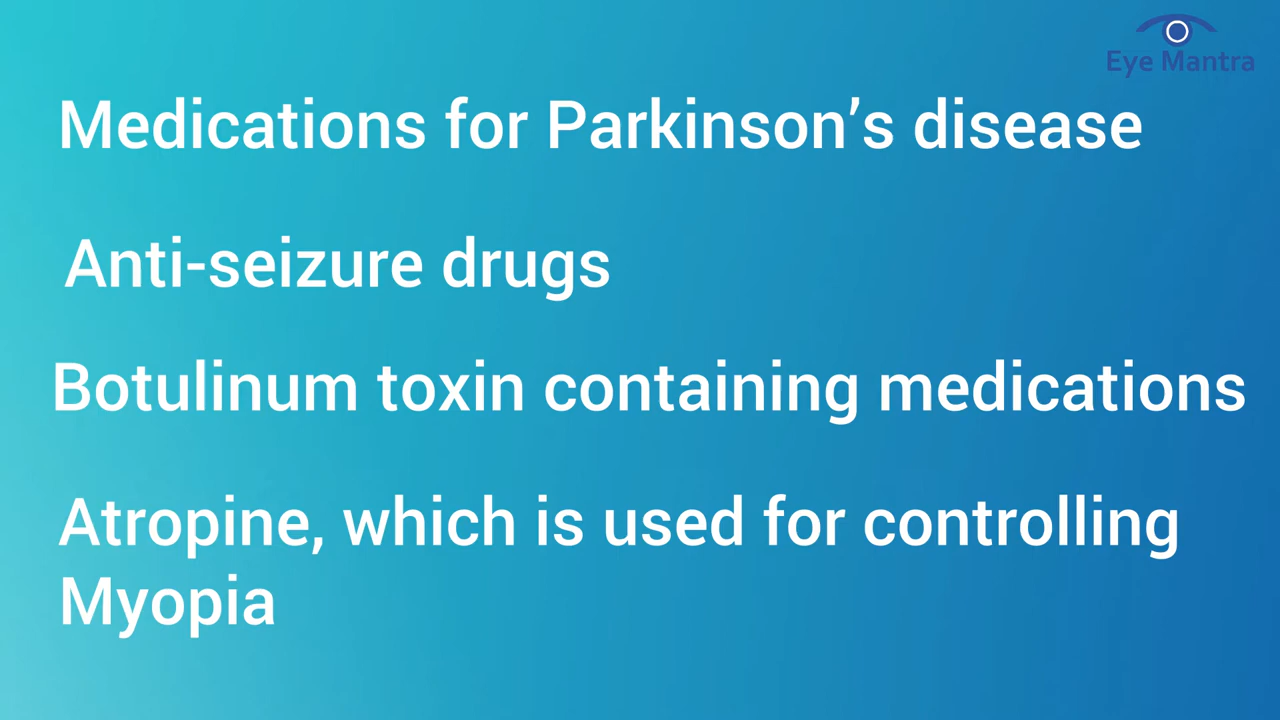 Eye Mantra
Medications for Parkinson’s disease
Anti-seizure drugs
Botulinum toxin containing medications
Atropine, which is used for controlling
Myopia